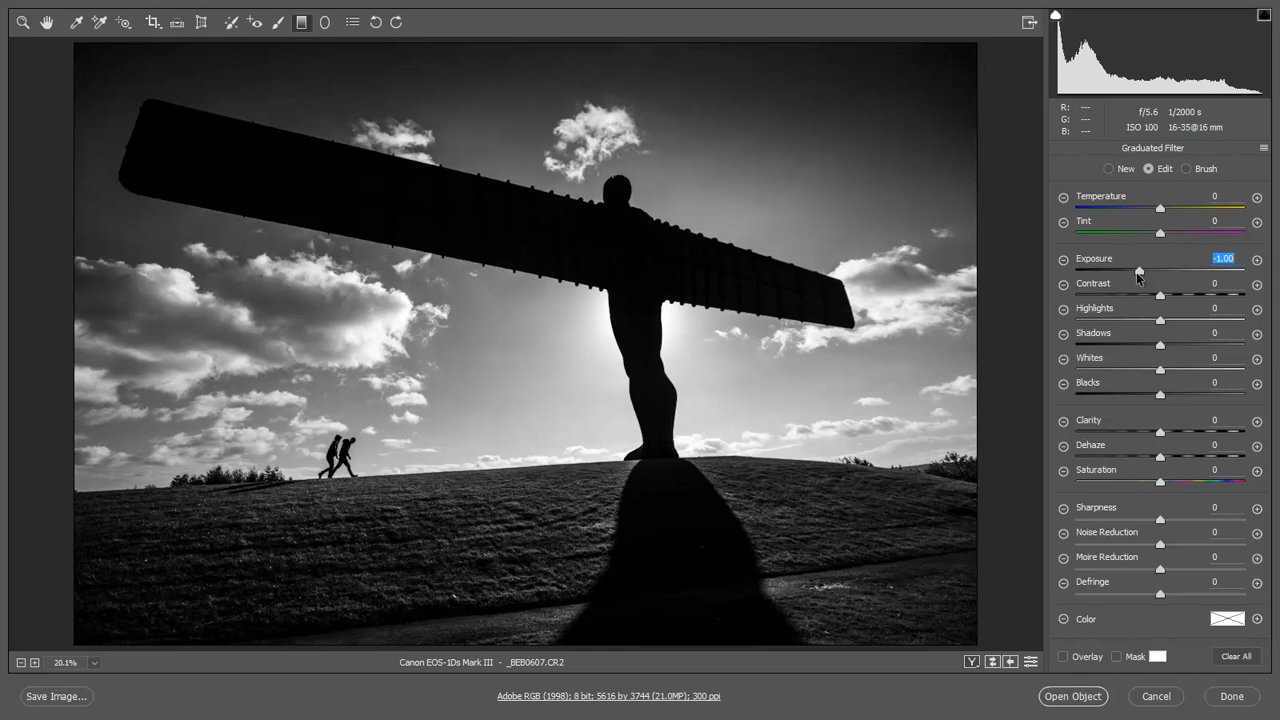 R: ---
G: ---
B: ---
f/5.6 1/2000 s
ISO 100 16-35@16 mm
Graduated Filter
New Edit Brush
Temperature 0
Tint 0
Exposure -1.00
Contrast 0
Highlights 0
Shadows 0
Whites 0
Blacks 0
Clarity 0
Dehaze 0
Saturation 0
Sharpness 0
Noise Reduction 0
Moire Reduction 0
Defringe 0
Color
Overlay Mask Clear All
20.1% Canon EOS-1Ds Mark III - _BEB0607.CR2 Y
Save Image... Adobe RGB (1998); 8 bit; 5616 by 3744 (21.0MP); 300 ppi Open Object Cancel Done